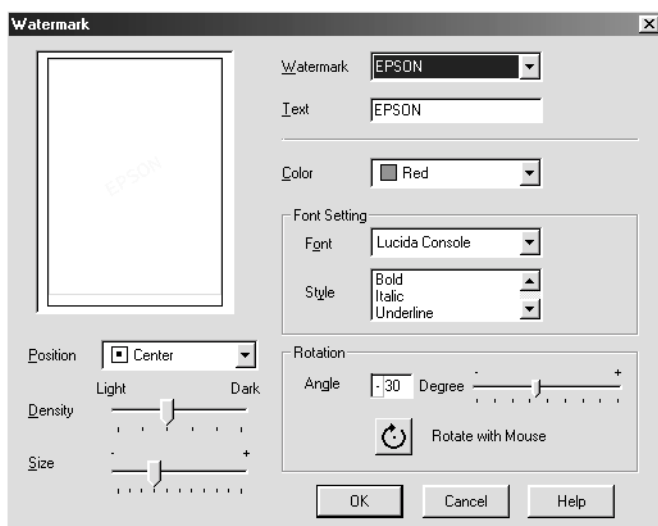 Watermark
EPSON
Watermark EPSON
Text EPSON
Color Red
Font Setting
Font Lucida Console
Style Bold
Italic
Underline
Position Center
Light Dark
Density
- +
Size
Rotation
- +
Angle -30 Degree
Rotate with Mouse
OK Cancel Help